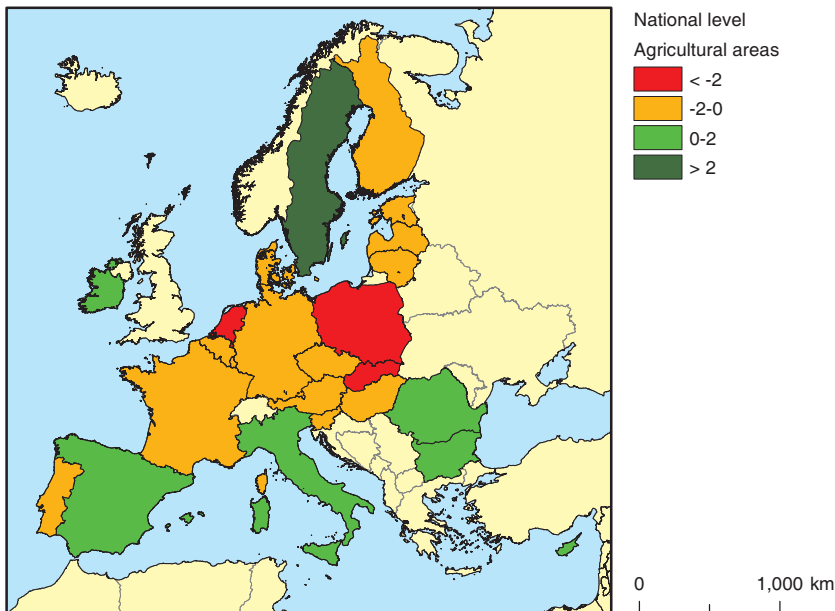 National level
Agricultural areas
< -2
-2-0
0-2
> 2
0 1,000 km